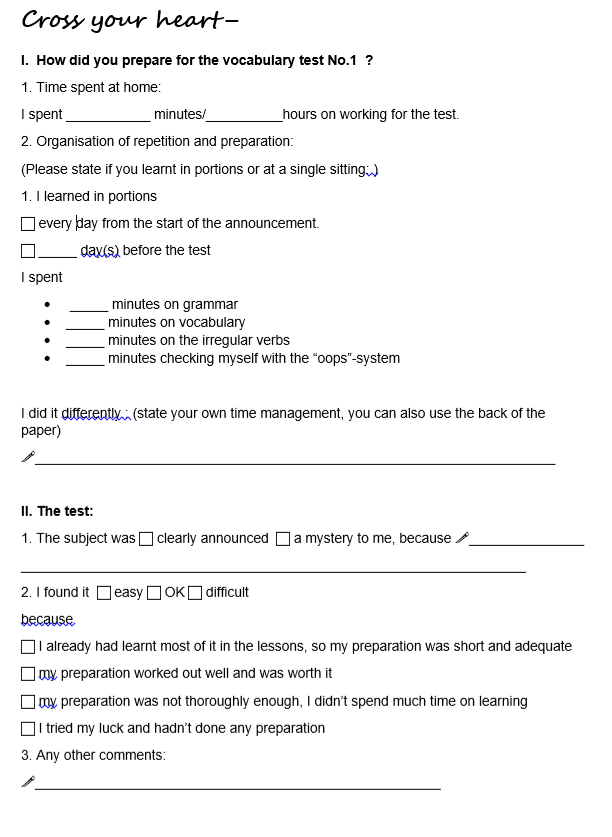 Cross your heart–
I. How did you prepare for the vocabulary test No.1 ?
1. Time spent at home:
I spent ___________ minutes/__________hours on working for the test.
2. Organisation of repetition and preparation:
(Please state if you learnt in portions or at a single sitting:.)
1. I learned in portions
☐ every day from the start of the announcement.
☐ _____ day(s) before the test
I spent
• _____ minutes on grammar
• _____ minutes on vocabulary
• _____ minutes on the irregular verbs
• _____ minutes checking myself with the “oops”-system
I did it differently : (state your own time management, you can also use the back of the
paper)
✎____________________________________________________________________
II. The test:
1. The subject was ☐ clearly announced ☐ a mystery to me, because ✎_______________
__________________________________________________________________
2. I found it ☐ easy ☐ OK ☐ difficult
because
☐ I already had learnt most of it in the lessons, so my preparation was short and adequate
☐ my preparation worked out well and was worth it
☐ my preparation was not thoroughly enough, I didn’t spend much time on learning
☐ I tried my luck and hadn’t done any preparation
3. Any other comments:
✎_____________________________________________________